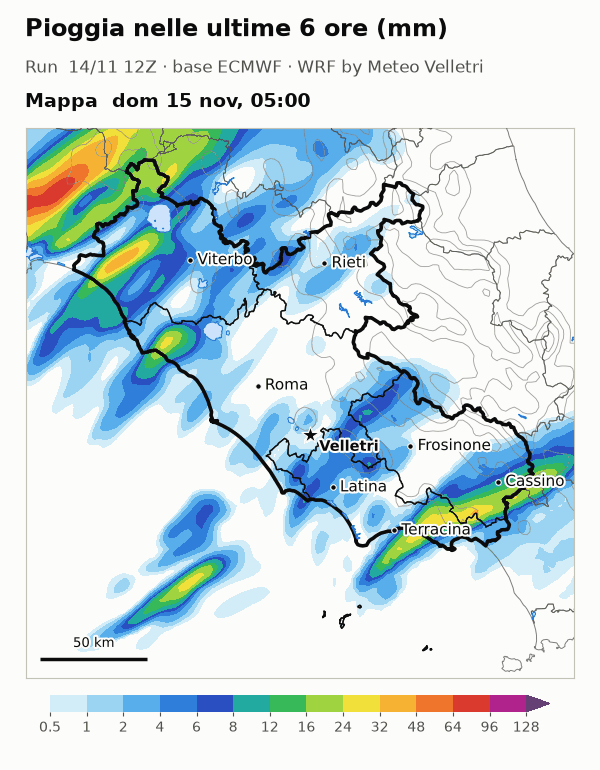 Pioggia nelle ultime 6 ore (mm)
Run  14/11 12Z · base ECMWF · WRF by Meteo Velletri
Mappa  dom 15 nov, 05:00
Viterbo
Rieti
Roma
Velletri
Frosinone
Latina
Cassino
Terracina
50 km
0.5 1 2 4 6 8 12 16 24 32 48 64 96 128